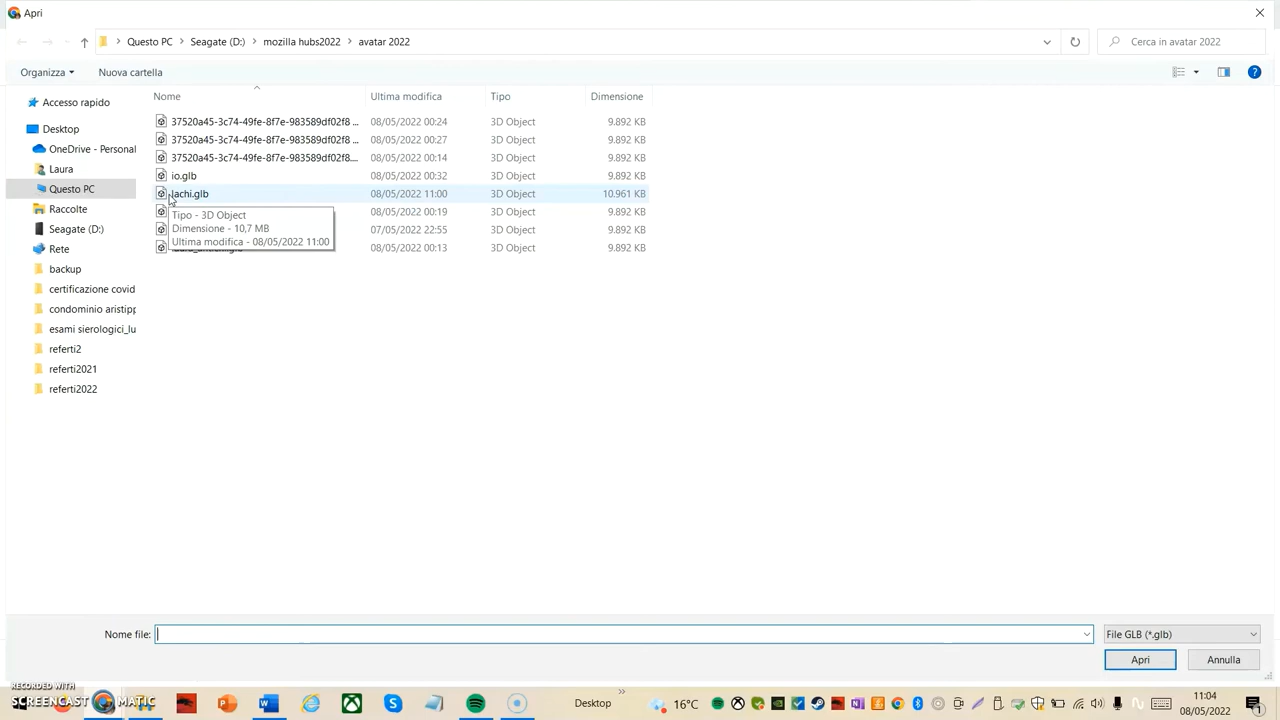 Apri
Questo PC > Seagate (D:) > mozilla hubs2022 > avatar 2022
Cerca in avatar 2022
Organizza
Nuova cartella
Accesso rapido
Desktop
OneDrive - Personal
Laura
Questo PC
Raccolte
Seagate (D:)
Rete
backup
certificazione covid
condominio aristipp
esami sierologici_lu
referti2
referti2021
referti2022
Nome Ultima modifica Tipo Dimensione
37520a45-3c74-49fe-8f7e-983589df02f8 ... 08/05/2022 00:24 3D Object 9.892 KB
37520a45-3c74-49fe-8f7e-983589df02f8 ... 08/05/2022 00:27 3D Object 9.892 KB
37520a45-3c74-49fe-8f7e-983589df02f8.... 08/05/2022 00:14 3D Object 9.892 KB
io.glb 08/05/2022 00:32 3D Object 9.892 KB
lachi.glb 08/05/2022 11:00 3D Object 10.961 KB
08/05/2022 00:19 3D Object 9.892 KB
07/05/2022 22:55 3D Object 9.892 KB
08/05/2022 00:13 3D Object 9.892 KB
Tipo - 3D Object
Dimensione - 10,7 MB
Ultima modifica - 08/05/2022 11:00
Nome file:
File GLB (*.glb)
Apri
Annulla
RECORDED WITH
SCREENCAST MATIC
Desktop
16°C
11:04
08/05/2022